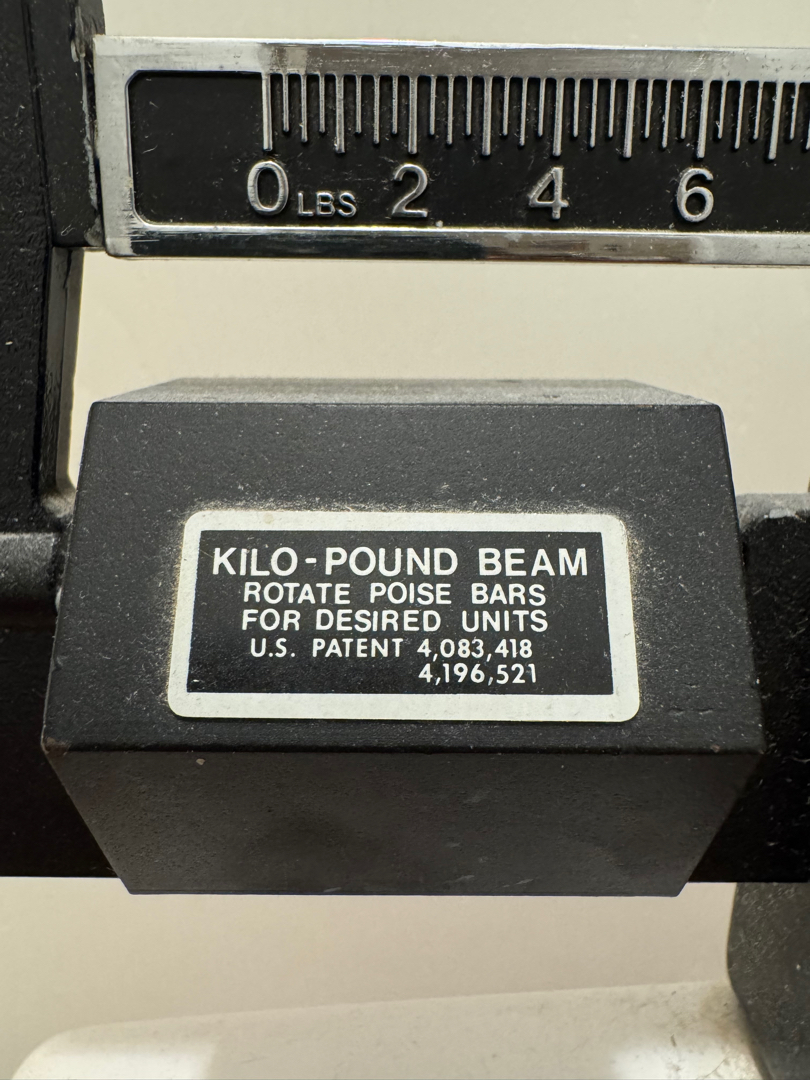 0 LBS 2 4 6
KILO-POUND BEAM
ROTATE POISE BARS
FOR DESIRED UNITS
U.S. PATENT 4,083,418
4,196,521